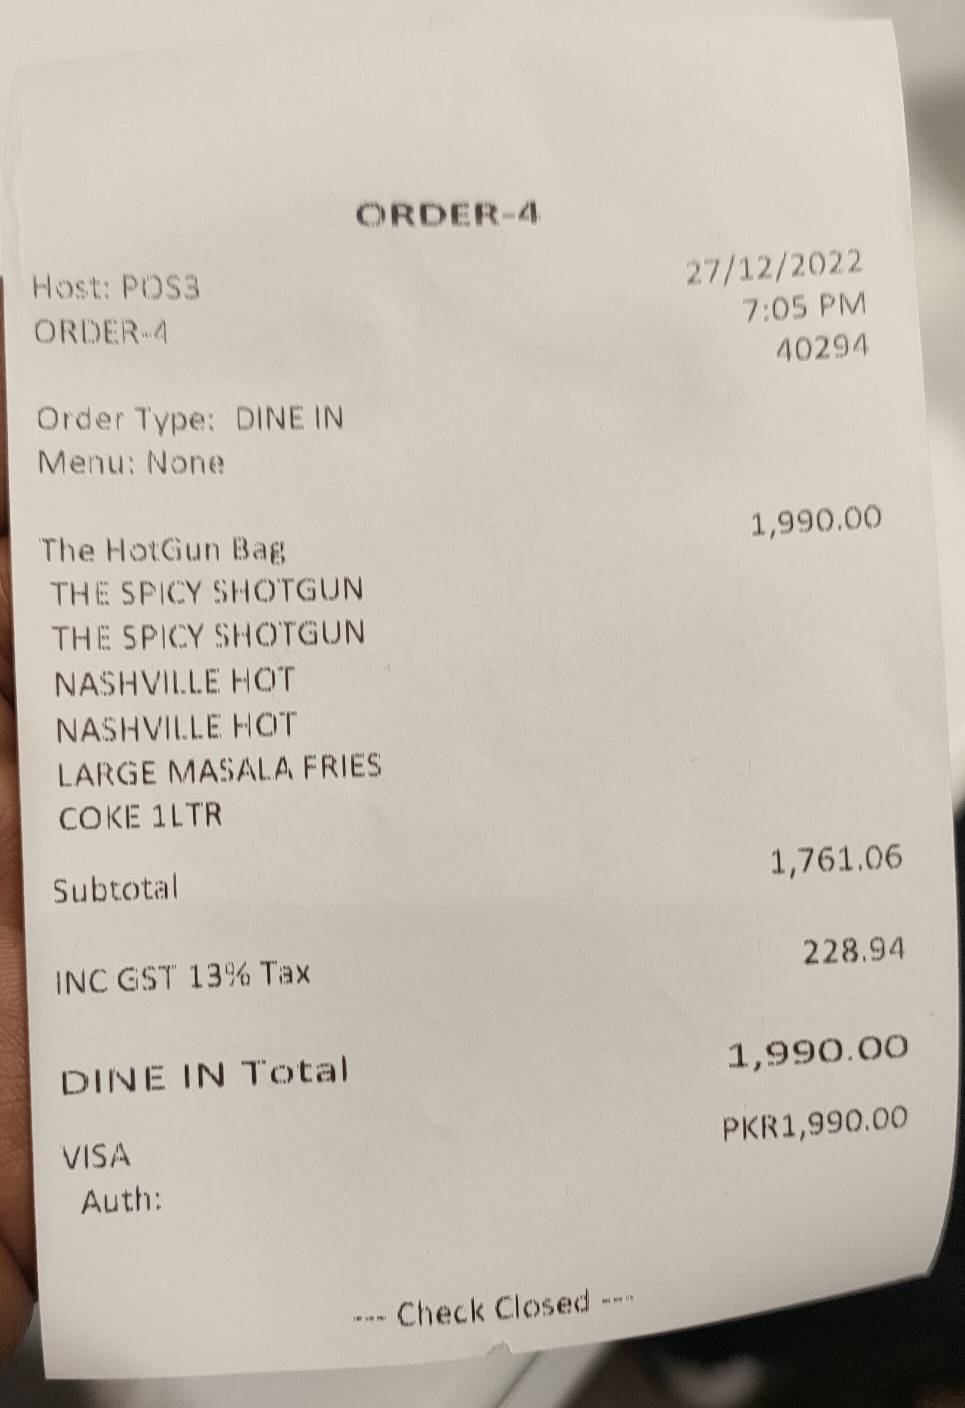 ORDER-4
Host: POS3 27/12/2022
ORDER-4 7:05 PM
40294
Order Type: DINE IN
Menu: None
The HotGun Bag 1,990.00
THE SPICY SHOTGUN
THE SPICY SHOTGUN
NASHVILLE HOT
NASHVILLE HOT
LARGE MASALA FRIES
COKE 1LTR
Subtotal 1,761.06
INC GST 13% Tax 228.94
DINE IN Total 1,990.00
VISA PKR1,990.00
Auth:
--- Check Closed ---